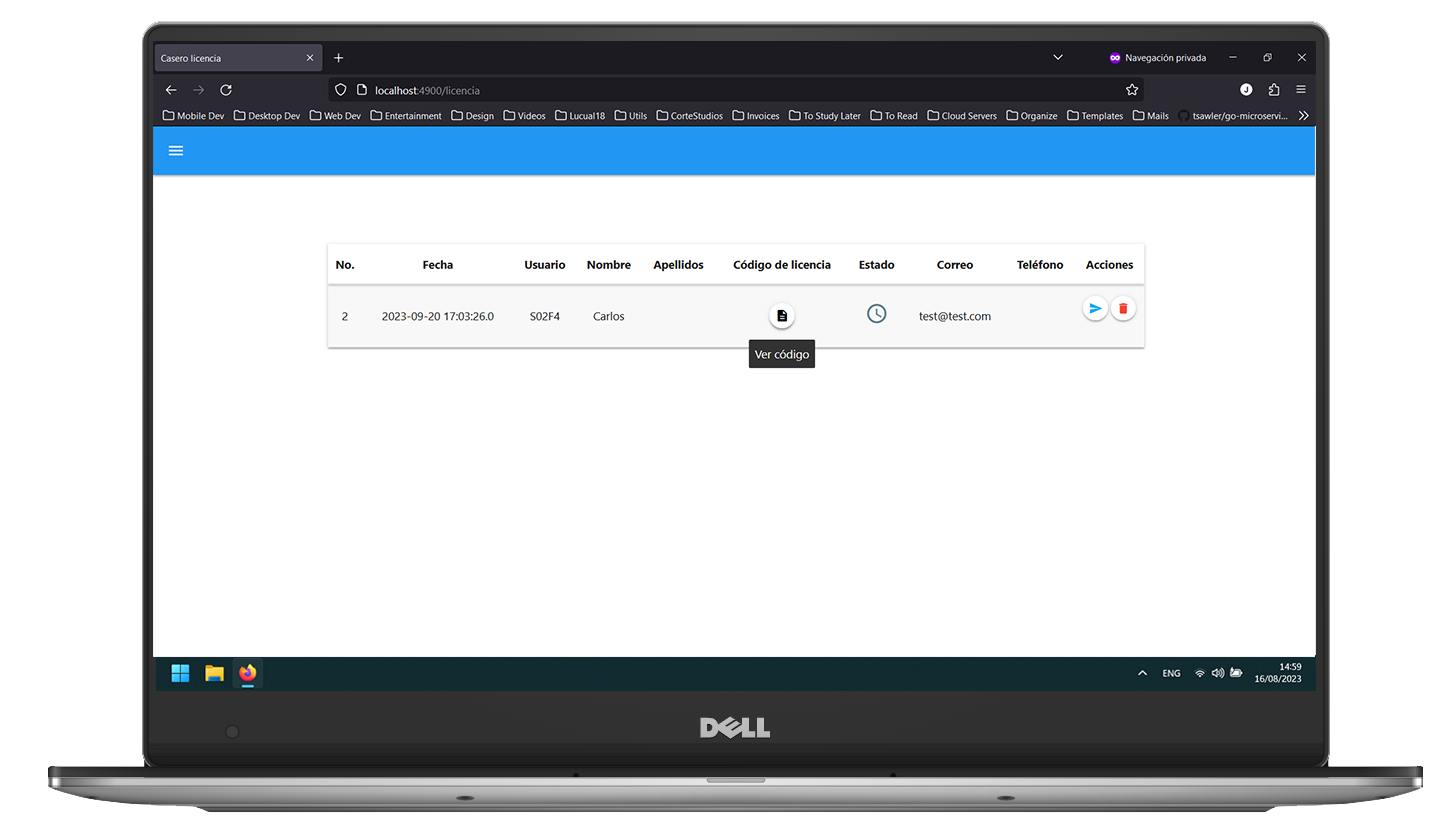 Casero licencia
Navegación privada
localhost:4900/licencia
J
Mobile Dev Desktop Dev Web Dev Entertainment Design Videos Lucual18 Utils CorteStudios Invoices To Study Later To Read Cloud Servers Organize Templates Mails tsawler/go-microservi...
No. Fecha Usuario Nombre Apellidos Código de licencia Estado Correo Teléfono Acciones
2 2023-09-20 17:03:26.0 S02F4 Carlos test@test.com
Ver código
ENG 14:59
16/08/2023
DELL